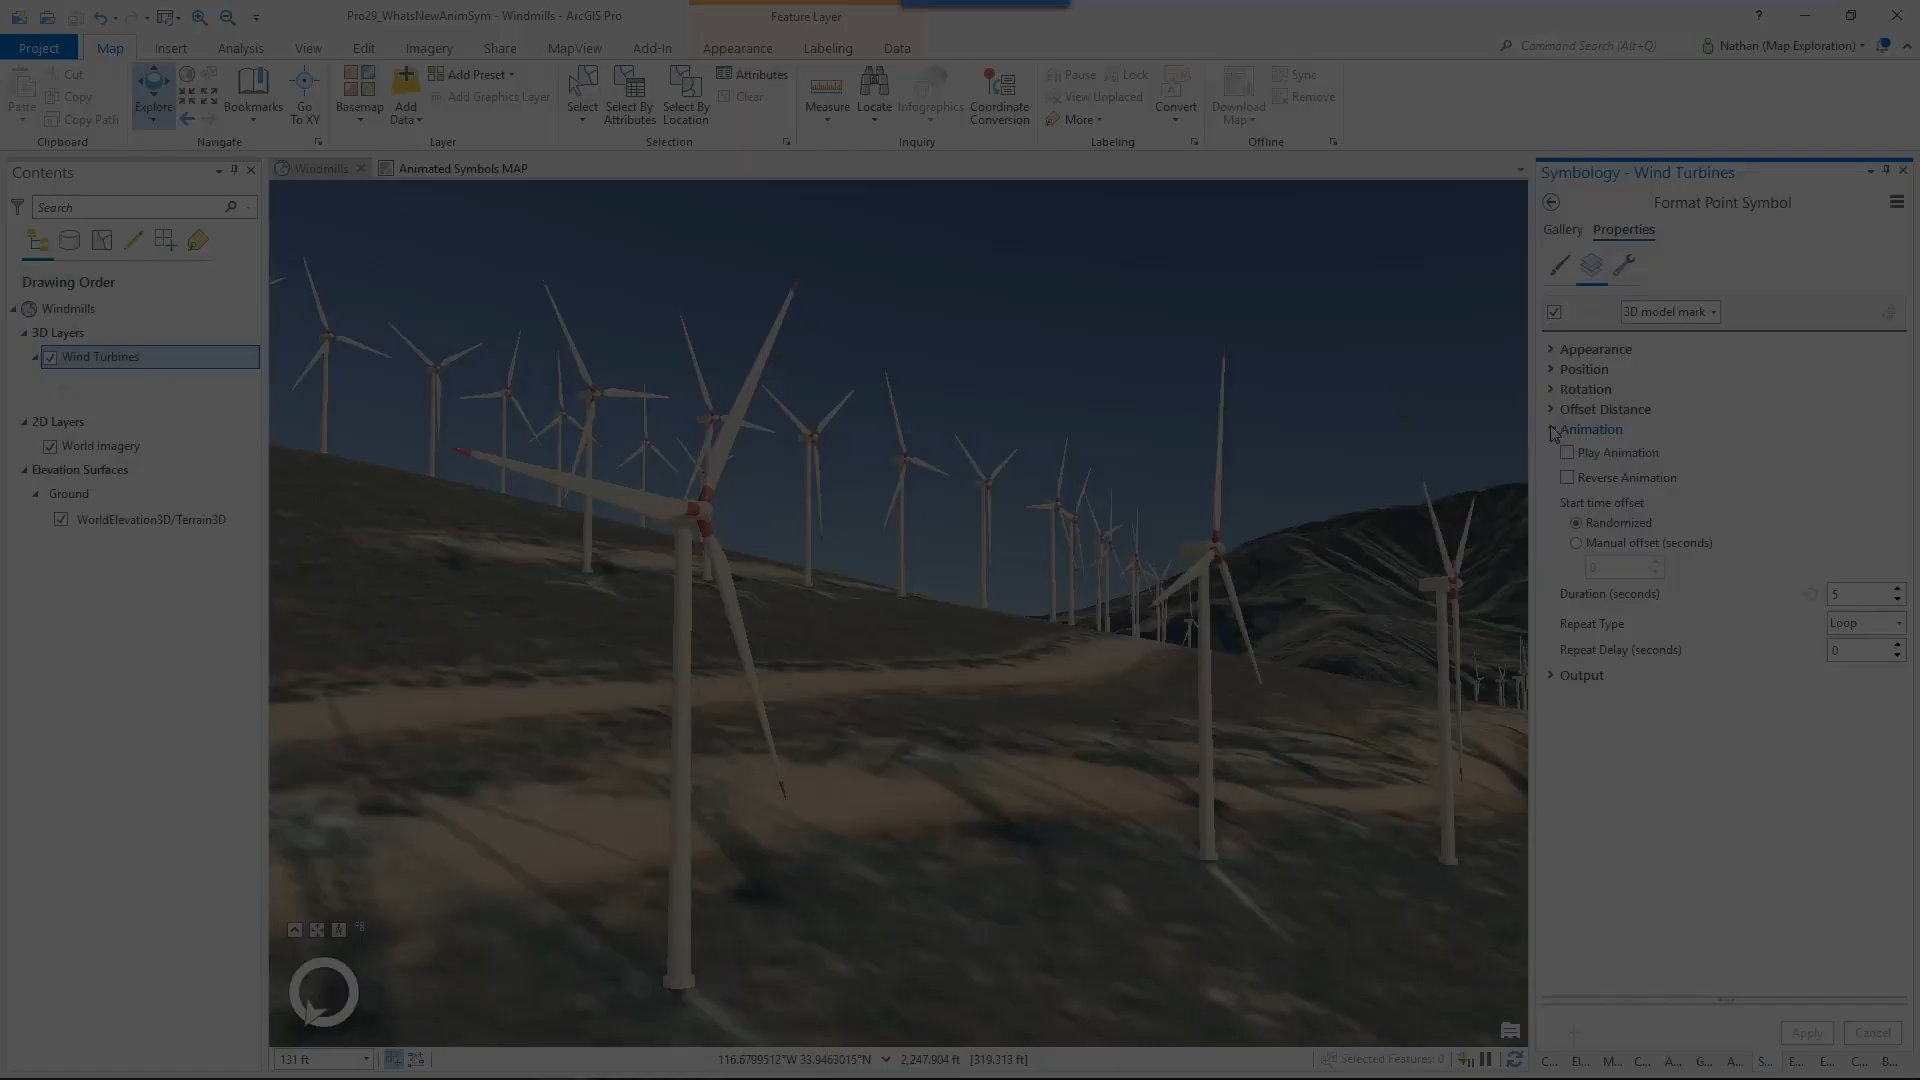 Pro29_WhatsNewAnimSym - Windmills - ArcGIS Pro
Feature Layer
?
Project
Map
Insert
Analysis
View
Edit
Imagery
Share
MapView
Add-In
Appearance
Labeling
Data
Command Search (Alt+Q)
Nathan (Map Exploration)
Paste
Cut
Copy
Copy Path
Clipboard
Explore
Bookmarks
Go
To XY
Navigate
Basemap
Add
Data
Add Preset
Add Graphics Layer
Layer
Select
Select By
Attributes
Select By
Location
Attributes
Clear
Selection
Measure
Locate
Infographics
Coordinate
Conversion
Inquiry
Pause
Lock
View Unplaced
More
Convert
Labeling
Download
Map
Sync
Remove
Offline
Contents
Search
Drawing Order
Windmills
3D Layers
Wind Turbines
2D Layers
World Imagery
Elevation Surfaces
Ground
WorldElevation3D/Terrain3D
Windmills
Animated Symbols MAP
131 ft
116.6799512°W 33.9463015°N
2,247.904 ft
[319.313 ft]
Selected Features: 0
Symbology - Wind Turbines
Format Point Symbol
Gallery
Properties
3D model mark
Appearance
Position
Rotation
Offset Distance
Animation
Play Animation
Reverse Animation
Start time offset
Randomized
Manual offset (seconds)
0
Duration (seconds)
5
Repeat Type
Loop
Repeat Delay (seconds)
0
Output
Apply
Cancel
C...
El...
M...
C...
A...
G...
A...
S...
E...
E...
C...
B...